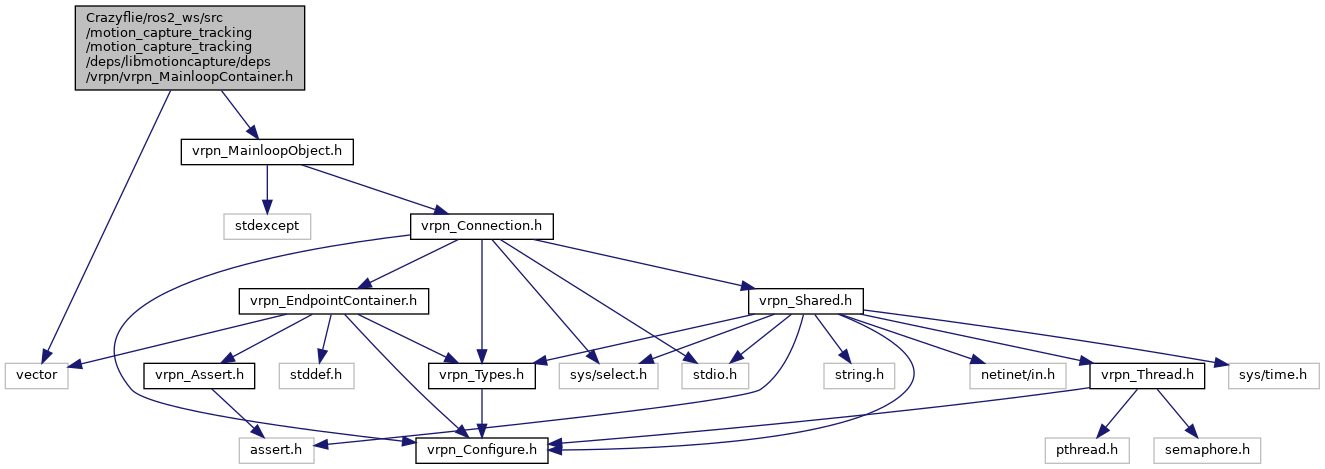 Crazyflie/ros2_ws/src
/motion_capture_tracking
/motion_capture_tracking
/deps/libmotioncapture/deps
/vrpn/vrpn_MainloopContainer.h
vrpn_MainloopObject.h
stdexcept
vrpn_Connection.h
vrpn_EndpointContainer.h
vrpn_Shared.h
vector
vrpn_Assert.h
stddef.h
vrpn_Types.h
sys/select.h
stdio.h
string.h
netinet/in.h
vrpn_Thread.h
sys/time.h
assert.h
vrpn_Configure.h
pthread.h
semaphore.h